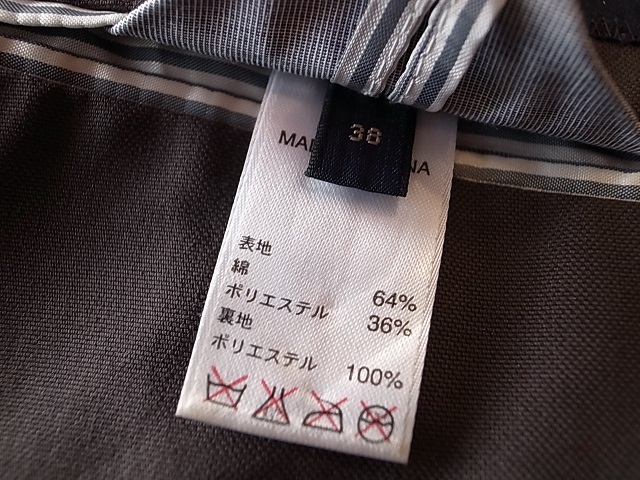 38
表地
綿 64%
ポリエステル 36%
裏地
ポリエステル 100%